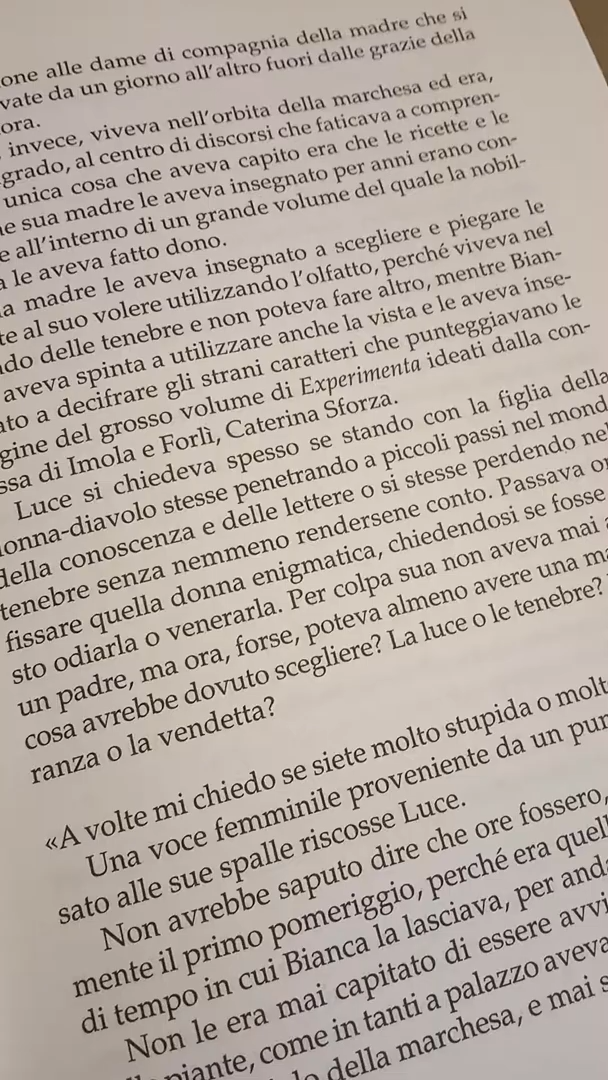 one alle dame di compagnia della madre che si
vate da un giorno all'altro fuori dalle grazie della
ora.
invece, viveva nell'orbita della marchesa ed era,
grado, al centro di discorsi che faticava a compren-
unica cosa che aveva capito era che le ricette e le
e sua madre le aveva insegnato per anni erano con-
e all'interno di un grande volume del quale la nobil-
a le aveva fatto dono.
a madre le aveva insegnato a scegliere e piegare le
te al suo volere utilizzando l'olfatto, perché viveva nel
do delle tenebre e non poteva fare altro, mentre Bian-
aveva spinta a utilizzare anche la vista e le aveva inse-
ato a decifrare gli strani caratteri che punteggiavano le
gine del grosso volume di Experimenta ideati dalla con-
ssa di Imola e Forlì, Caterina Sforza.
Luce si chiedeva spesso se stando con la figlia della
onna-diavolo stesse penetrando a piccoli passi nel mond
della conoscenza e delle lettere o si stesse perdendo ne
tenebre senza nemmeno rendersene conto. Passava o
fissare quella donna enigmatica, chiedendosi se fosse
sto odiarla o venerarla. Per colpa sua non aveva mai
un padre, ma ora, forse, poteva almeno avere una ma
cosa avrebbe dovuto scegliere? La luce o le tenebre?
ranza o la vendetta?
«A volte mi chiedo se siete molto stupida o molt
Una voce femminile proveniente da un pun
sato alle sue spalle riscosse Luce.
Non avrebbe saputo dire che ore fossero,
mente il primo pomeriggio, perché era quell
di tempo in cui Bianca la lasciava, per and
Non le era mai capitato di essere avvi
piante, come in tanti a palazzo aveva
della marchesa, e mai s